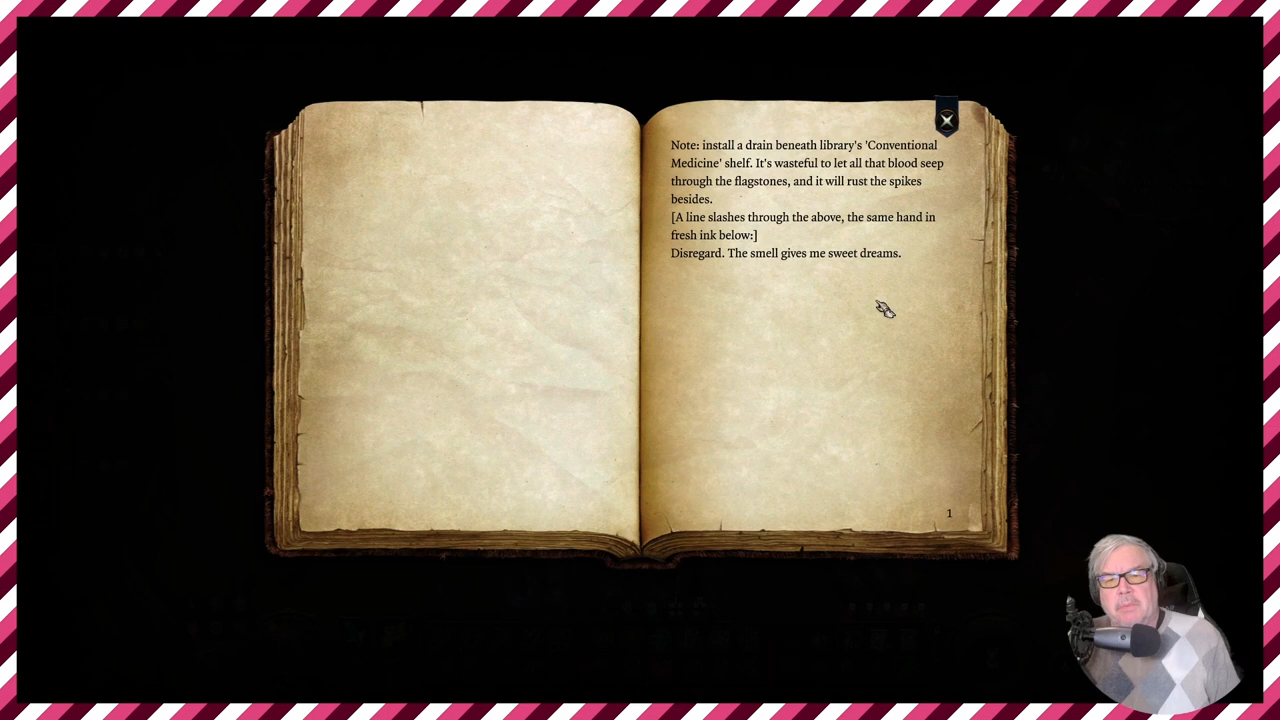 Note: install a drain beneath library's 'Conventional
Medicine' shelf. It's wasteful to let all that blood seep
through the flagstones, and it will rust the spikes
besides.
[A line slashes through the above, the same hand in
fresh ink below:]
Disregard. The smell gives me sweet dreams.
1